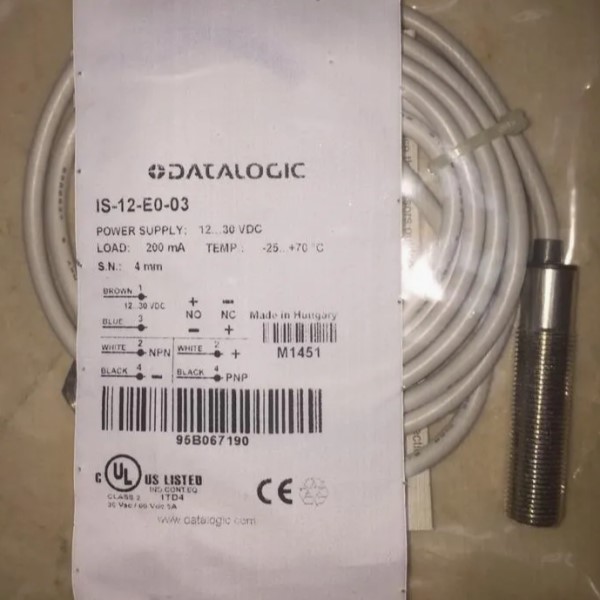 DATALOGIC
IS-12-E0-03
POWER SUPPLY: 12...30 VDC
LOAD: 200 mA TEMP.: -25...+70 °C
S.N.: 4 mm
BROWN 1
12...30 VDC
BLUE 3
+ −
NO NC
− +
Made in Hungary
M1451
WHITE 2 NPN WHITE 2 +
BLACK 4 − BLACK 4 PNP
95B067190
C UL US LISTED
IND.CONT.EQ.
CLASS 2 1TD4
30 Vac / 60 Vdc 5A
CE
www.datalogic.com